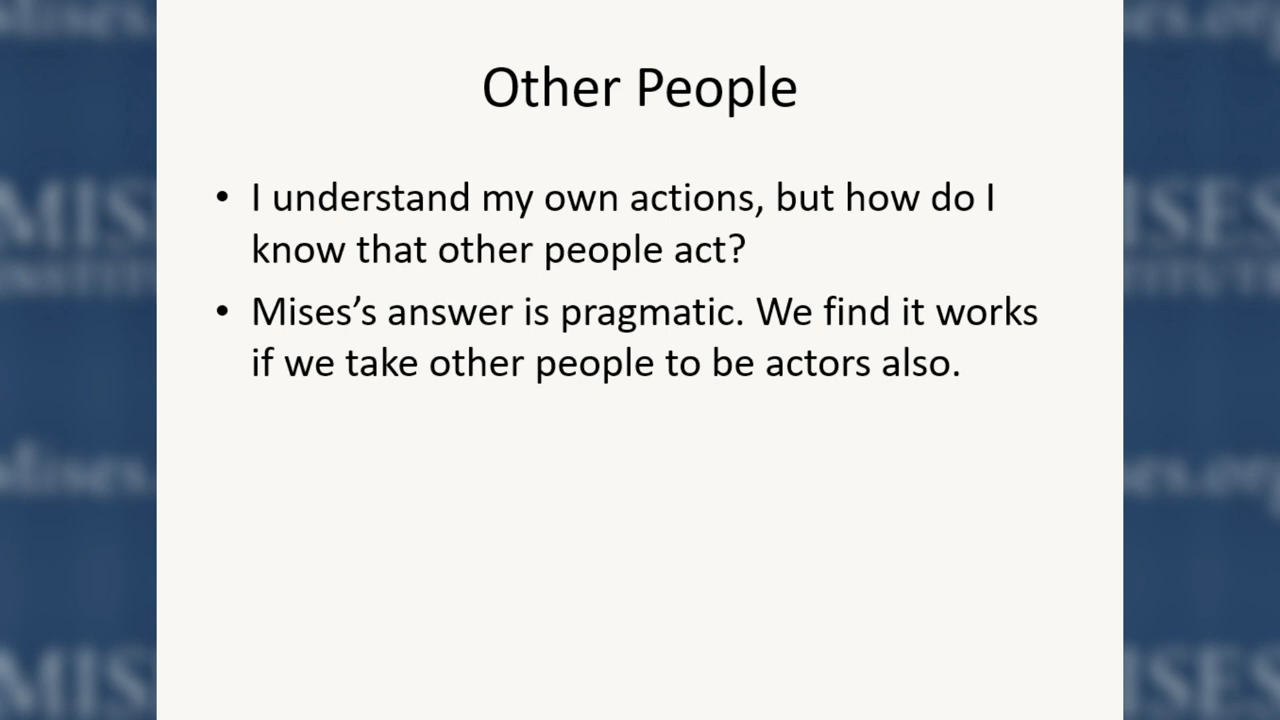 Other People
• I understand my own actions, but how do I
know that other people act?
• Mises’s answer is pragmatic. We find it works
if we take other people to be actors also.